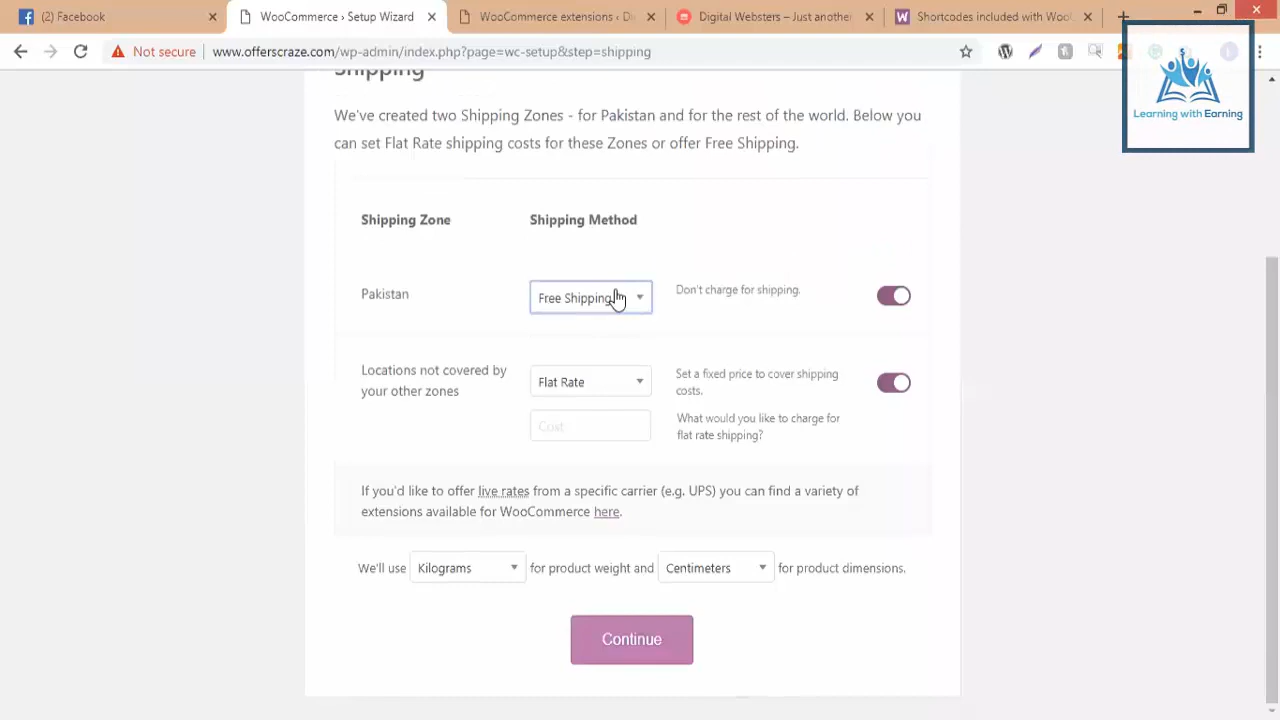 (2) Facebook
WooCommerce › Setup Wizard
WooCommerce extensions ‹ Di
Digital Websters – Just another
Shortcodes included with WooC
Not secure
www.offerscraze.com/wp-admin/index.php?page=wc-setup&step=shipping
Learning with Earning
Shipping
We've created two Shipping Zones - for Pakistan and for the rest of the world. Below you
can set Flat Rate shipping costs for these Zones or offer Free Shipping.
Shipping Zone
Shipping Method
Pakistan
Free Shipping
Don't charge for shipping.
Locations not covered by
your other zones
Flat Rate
Set a fixed price to cover shipping
costs.
Cost
What would you like to charge for
flat rate shipping?
If you'd like to offer live rates from a specific carrier (e.g. UPS) you can find a variety of
extensions available for WooCommerce here.
We'll use Kilograms for product weight and Centimeters for product dimensions.
Continue